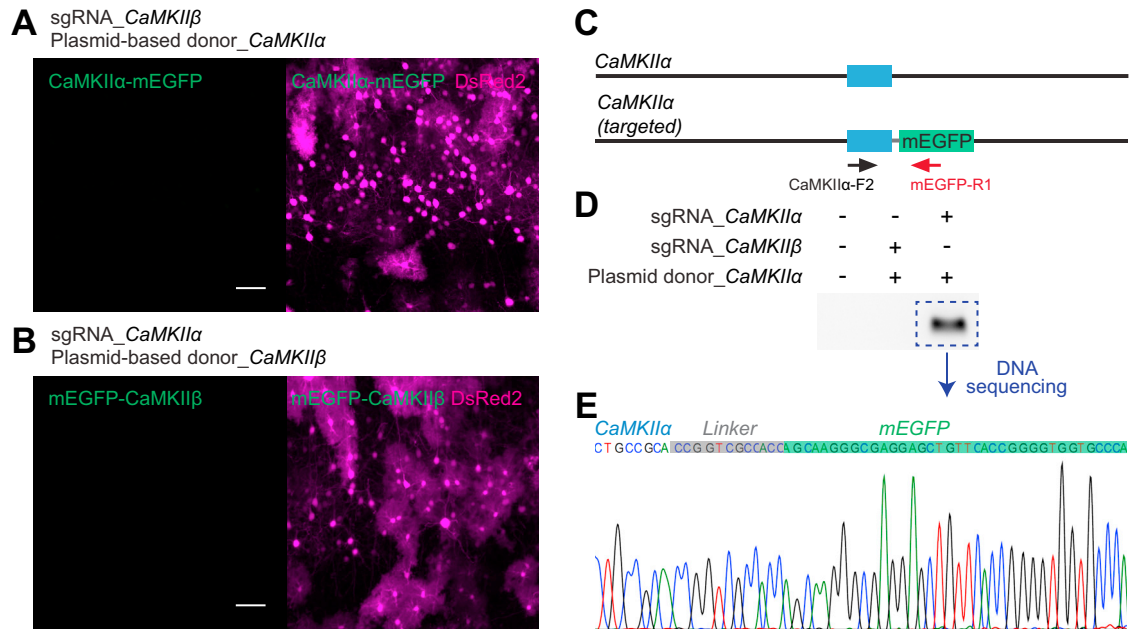 A
sgRNA_CaMKIIβ
Plasmid-based donor_CaMKIIα
CaMKIIα-mEGFP
CaMKIIα-mEGFP DsRed2
B
sgRNA_CaMKIIα
Plasmid-based donor_CaMKIIβ
mEGFP-CaMKIIβ
mEGFP-CaMKIIβ DsRed2
C
CaMKIIα
CaMKIIα
(targeted)
mEGFP
CaMKIIα-F2
mEGFP-R1
D
sgRNA_CaMKIIα - - +
sgRNA_CaMKIIβ - + -
Plasmid donor_CaMKIIα - + +
DNA
sequencing
E
CaMKIIα Linker mEGFP
CTGCCGCACCGGTCGCCACCAGCAAGGGCGAGGAGCTGTTCACCGGGGTGGTGCCCA